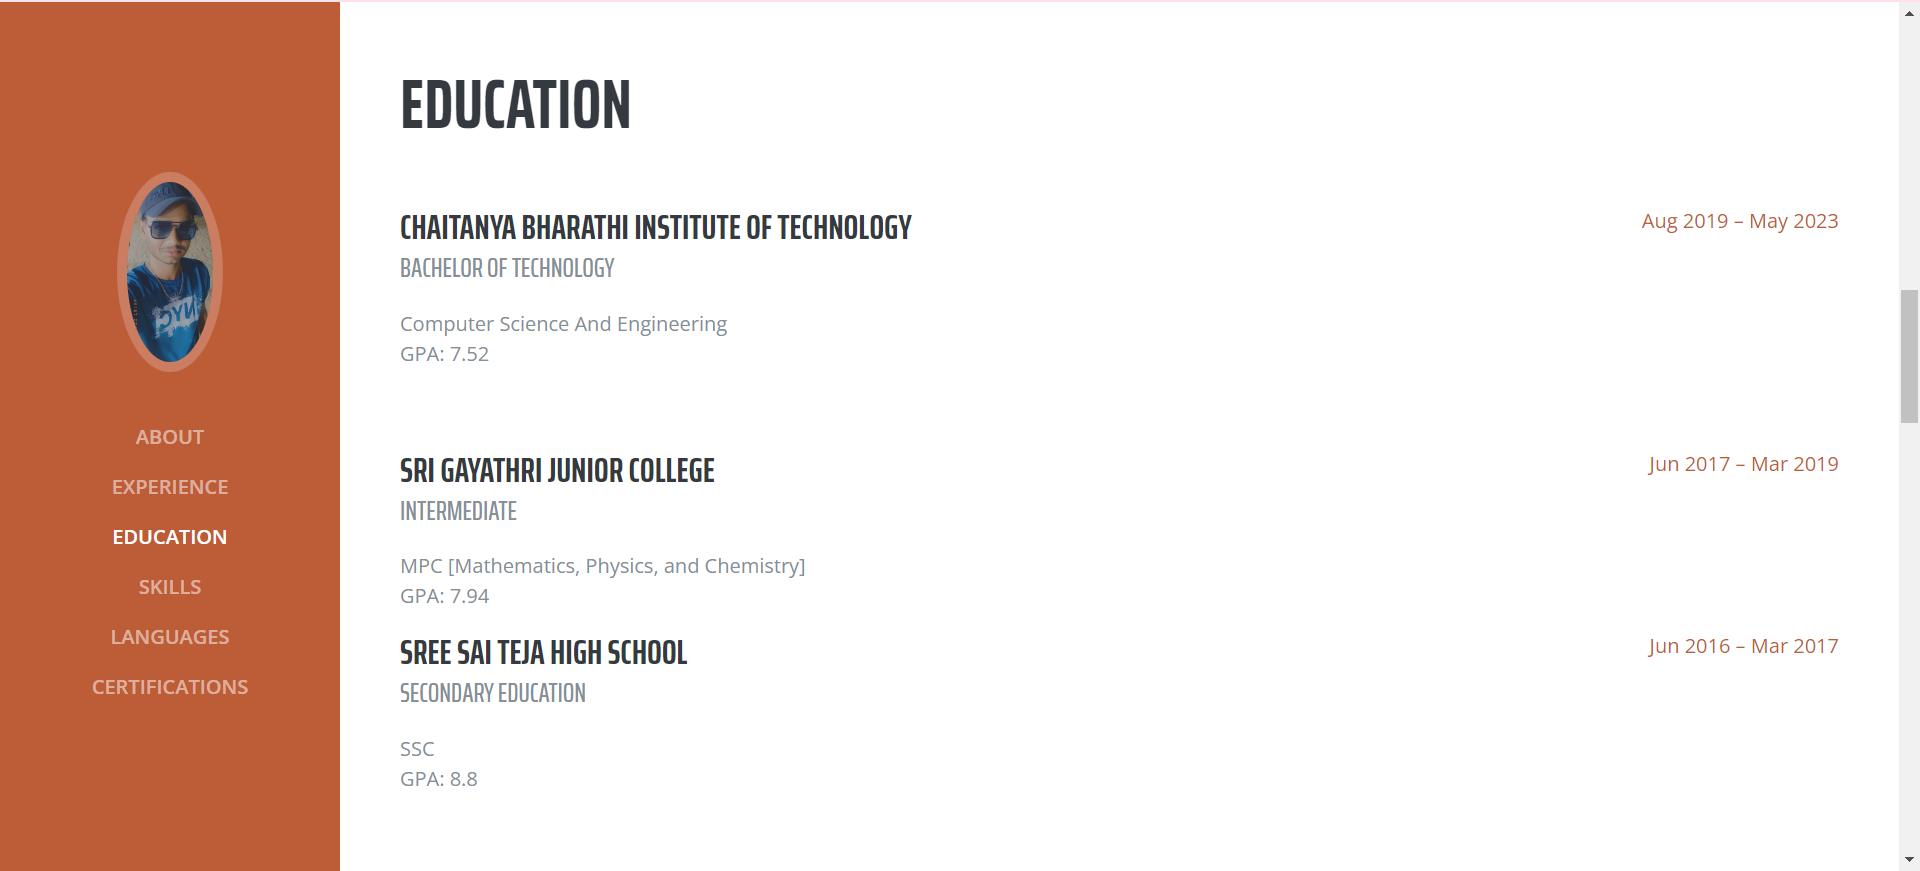 EDUCATION
CHAITANYA BHARATHI INSTITUTE OF TECHNOLOGY
Aug 2019 – May 2023
BACHELOR OF TECHNOLOGY
Computer Science And Engineering
GPA: 7.52
SRI GAYATHRI JUNIOR COLLEGE
Jun 2017 – Mar 2019
INTERMEDIATE
MPC [Mathematics, Physics, and Chemistry]
GPA: 7.94
SREE SAI TEJA HIGH SCHOOL
Jun 2016 – Mar 2017
SECONDARY EDUCATION
SSC
GPA: 8.8
ABOUT
EXPERIENCE
EDUCATION
SKILLS
LANGUAGES
CERTIFICATIONS